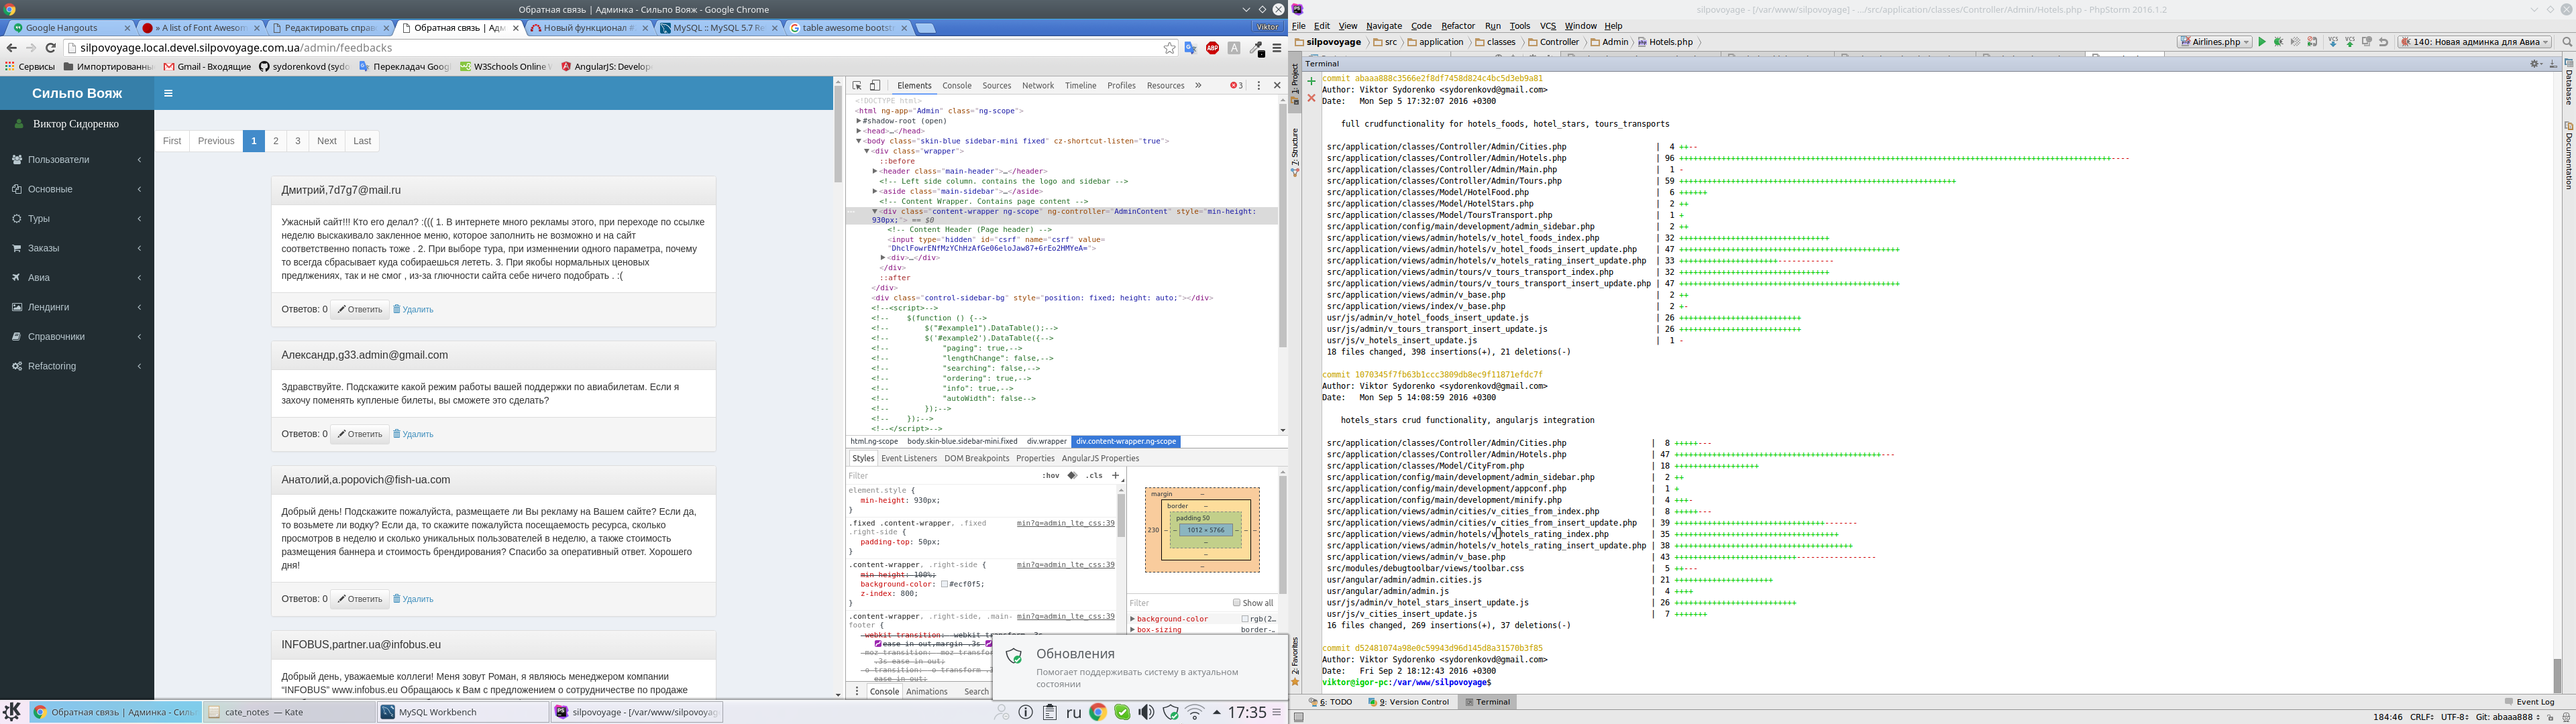 Обратная связь | Админка - Сильпо Вояж - Google Chrome
Google Hangouts
» A list of Font Awesom
Редактировать справ
Обратная связь | Адм
Новый функционал #
MySQL :: MySQL 5.7 Re
table awesome bootst
Viktor
silpovoyage.local.devel.silpovoyage.com.ua/admin/feedbacks
Сервисы
Импортированны
Gmail - Входящие
sydorenkovd (sydo
Перекладач Googl
W3Schools Online
AngularJS: Develop
Сильпо Вояж
Виктор Сидоренко
Пользователи
Основные
Туры
Заказы
Авиа
Лендинги
Справочники
Refactoring
First Previous 1 2 3 Next Last
Дмитрий,7d7g7@mail.ru
Ужасный сайт!!! Кто его делал? :((( 1. В интернете много рекламы этого, при переходе по ссылке
неделю выскакивало закленное меню, которое заполнить не возможно и на сайт
соответственно попасть тоже . 2. При выборе тура, при изменнении одного параметра, почему
то всегда сбрасывает куда собираешься лететь. 3. При якобы нормальных ценовых
предлжениях, так и не смог , из-за глючности сайта себе ничего подобрать . :(
Ответов: 0 Ответить Удалить
Александр,g33.admin@gmail.com
Здравствуйте. Подскажите какой режим работы вашей поддержки по авиабилетам. Если я
захочу поменять купленые билеты, вы сможете это сделать?
Ответов: 0 Ответить Удалить
Анатолий,a.popovich@fish-ua.com
Добрый день! Подскажите пожалуйста, размещаете ли Вы рекламу на Вашем сайте? Если да,
то возьмете ли водку? Если да, то скажите пожалуйста посещаемость ресурса, сколько
просмотров в неделю и сколько уникальных пользователей в неделю, а также стоимость
размещения баннера и стоимость брендирования? Спасибо за оперативный ответ. Хорошего
дня!
Ответов: 0 Ответить Удалить
INFOBUS,partner.ua@infobus.eu
Добрый день, уважаемые коллеги! Меня зовут Роман, я являюсь менеджером компании
"INFOBUS" www.infobus.eu Обращаюсь к Вам с предложением о сотрудничестве по продаже
Elements Console Sources Network Timeline Profiles Resources » 3
<!DOCTYPE html>
<html ng-app="Admin" class="ng-scope">
#shadow-root (open)
<head>…</head>
<body class="skin-blue sidebar-mini fixed" cz-shortcut-listen="true">
<div class="wrapper">
::before
<header class="main-header">…</header>
<!-- Left side column. contains the logo and sidebar -->
<aside class="main-sidebar">…</aside>
<!-- Content Wrapper. Contains page content -->
<div class="content-wrapper ng-scope" ng-controller="AdminContent" style="min-height:
930px;"> == $0
<!-- Content Header (Page header) -->
<input type="hidden" id="csrf" name="csrf" value=
"DhclFowrENfMzYChHzAfGe06eloJaw87+6rEo2HMYeA=">
<div>…</div>
</div>
::after
</div>
<div class="control-sidebar-bg" style="position: fixed; height: auto;"></div>
<!--<script>-->
<!-- $(function () {-->
<!-- $("#example1").DataTable();-->
<!-- $('#example2').DataTable({-->
<!-- "paging": true,-->
<!-- "lengthChange": false,-->
<!-- "searching": false,-->
<!-- "ordering": true,-->
<!-- "info": true,-->
<!-- "autoWidth": false-->
<!-- });-->
<!-- });-->
<!--</script>-->
html.ng-scope body.skin-blue.sidebar-mini.fixed div.wrapper div.content-wrapper.ng-scope
Styles Event Listeners DOM Breakpoints Properties AngularJS Properties
Filter :hov .cls +
element.style {
min-height: 930px;
}
.fixed .content-wrapper, .fixed min?g=admin_lte_css:39
.right-side {
padding-top: 50px;
}
.content-wrapper, .right-side { min?g=admin_lte_css:39
min-height: 100%;
background-color: #ecf0f5;
z-index: 800;
}
.content-wrapper, .right-side, .main- min?g=admin_lte_css:39
footer {
margin –
border –
padding 50
230
1012 × 5766
Filter Show all
background-color rgb(2…
box-sizing border-…
Обновления
Помогает поддерживать систему в актуальном
состоянии
Console Animations Search
Обратная связь | Админка - Силь
cate_notes — Kate
MySQL Workbench
silpovoyage - [/var/www/silpovoyag
ru
17:35
silpovoyage - [/var/www/silpovoyage] - .../src/application/classes/Controller/Admin/Hotels.php - PhpStorm 2016.1.2
File Edit View Navigate Code Refactor Run Tools VCS Window Help
silpovoyage src application classes Controller Admin Hotels.php
Airlines.php
140: Новая админка для Авиа
Terminal
1: Project
7: Structure
2: Favorites
Database
Documentation
commit abaaa888c3566e2f8df7458d824c4bc5d3eb9a81
Author: Viktor Sydorenko <sydorenkovd@gmail.com>
Date: Mon Sep 5 17:32:07 2016 +0300
full crudfunctionality for hotels_foods, hotel_stars, tours_transports
src/application/classes/Controller/Admin/Cities.php | 4 ++--
src/application/classes/Controller/Admin/Hotels.php | 96
src/application/classes/Controller/Admin/Main.php | 1 -
src/application/classes/Controller/Admin/Tours.php | 59
src/application/classes/Model/HotelFood.php | 6 ++++++
src/application/classes/Model/HotelStars.php | 2 ++
src/application/classes/Model/ToursTransport.php | 1 +
src/application/config/main/development/admin_sidebar.php | 2 ++
src/application/views/admin/hotels/v_hotel_foods_index.php | 32
src/application/views/admin/hotels/v_hotel_foods_insert_update.php | 47
src/application/views/admin/hotels/v_hotels_rating_insert_update.php | 33
src/application/views/admin/tours/v_tours_transport_index.php | 32
src/application/views/admin/tours/v_tours_transport_insert_update.php | 47
src/application/views/admin/v_base.php | 2 ++
src/application/views/index/v_base.php | 2 +-
usr/js/admin/v_hotel_foods_insert_update.js | 26
usr/js/admin/v_tours_transport_insert_update.js | 26
usr/js/v_hotels_insert_update.js | 1 -
18 files changed, 398 insertions(+), 21 deletions(-)
commit 1070345f7fb63b1ccc3809db8ec9f11871efdc7f
Author: Viktor Sydorenko <sydorenkovd@gmail.com>
Date: Mon Sep 5 14:08:59 2016 +0300
hotels_stars crud functionality, angularjs integration
src/application/classes/Controller/Admin/Cities.php | 8 +++++---
src/application/classes/Controller/Admin/Hotels.php | 47
src/application/classes/Model/CityFrom.php | 18
src/application/config/main/development/admin_sidebar.php | 2 ++
src/application/config/main/development/appconf.php | 1 +
src/application/config/main/development/minify.php | 4 +++-
src/application/views/admin/cities/v_cities_from_index.php | 8 +++++---
src/application/views/admin/cities/v_cities_from_insert_update.php | 39
src/application/views/admin/hotels/v_hotels_rating_index.php | 35
src/application/views/admin/hotels/v_hotels_rating_insert_update.php | 38
src/application/views/admin/v_base.php | 43
src/modules/debugtoolbar/views/toolbar.css | 5 ++---
usr/angular/admin/admin.cities.js | 21
usr/angular/admin/admin.js | 4 ++++
usr/js/admin/v_hotel_stars_insert_update.js | 26
usr/js/v_cities_insert_update.js | 7 +++++++
16 files changed, 269 insertions(+), 37 deletions(-)
commit d52481074a98e0c59943d96d145d8a31570b3f85
Author: Viktor Sydorenko <sydorenkovd@gmail.com>
Date: Fri Sep 2 18:12:43 2016 +0300
viktor@igor-pc:/var/www/silpovoyage$
6: TODO 9: Version Control Terminal Event Log
184:46 CRLF UTF-8 Git: abaaa888